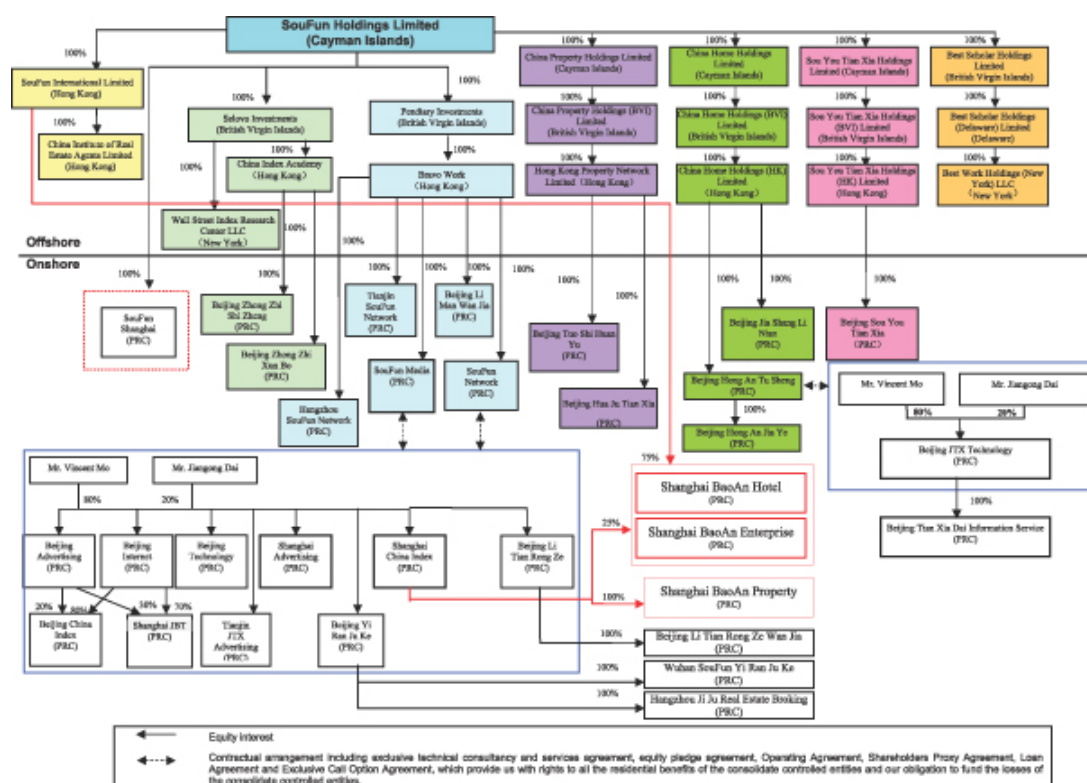 SouFun Holdings Limited
(Cayman Islands)
100%
100%
100%
100%
100%
SouFun International Limited
(Hong Kong)
China Property Holdings Limited
(Cayman Islands)
China Home Holdings
Limited
(Cayman Islands)
Sou You Tian Xia Holdings
Limited (Cayman Islands)
Best Scholar Holdings
Limited
(British Virgin Islands)
100%
100%
100%
100%
100%
100%
100%
Selova Investments
(British Virgin Islands)
Pendiary Investments
(British Virgin Islands)
China Property Holdings (BVI)
Limited
(British Virgin Islands)
China Home Holdings (BVI)
Limited
(British Virgin Islands)
Sou You Tian Xia Holdings
(BVI) Limited
(British Virgin Islands)
Best Scholar Holdings
(Delaware) Limited
(Delaware)
China Institute of Real
Estate Agents Limited
(Hong Kong)
100%
100%
100%
100%
100%
100%
100%
China Index Academy
(Hong Kong)
Bravo Work
(Hong Kong)
Hong Kong Property Network
Limited (Hong Kong)
China Home Holdings (HK)
Limited
(Hong Kong)
Sou You Tian Xia Holdings
(HK) Limited
(Hong Kong)
Best Work Holdings (New
York) LLC
(New York)
Wall Street Index Research
Center LLC
(New York)
100%
100%
Offshore
Onshore
100%
100%
100%
100%
100%
100%
100%
100%
100%
100%
100%
100%
SouFun
Shanghai
(PRC)
Beijing Zhong Zhi
Shi Zheng
(PRC)
Tianjin
SouFun
Network
(PRC)
Beijing Li
Man Wan Jia
(PRC)
Beijing Tuo Shi Huan
Yu
(PRC)
Beijing Jia Sheng Li
(PRC)
Beijing Sou You
Tian Xia
(PRC)
Beijing Zhong Zhi
Xun Bo
(PRC)
SouFun Media
(PRC)
SouFun
Network
(PRC)
Beijing Hong An Tu Sheng
(PRC)
Mr. Vincent Mo
Mr. Jiangong Dai
Hangzhou
SouFun Network
(PRC)
Beijing Hua Ju Tian Xia
(PRC)
100%
80%
20%
Beijing Hong An Jia Ye
(PRC)
Beijing JTX Technology
(PRC)
Mr. Vincent Mo
Mr. Jiangong Dai
75%
80%
20%
Shanghai BaoAn Hotel
(PRC)
100%
25%
Shanghai BaoAn Enterprise
(PRC)
Beijing Tian Xia Dai Information Service
(PRC)
Beijing
Advertising
(PRC)
Beijing
Internet
(PRC)
Beijing
Technology
(PRC)
Shanghai
Advertising
(PRC)
Shanghai
China Index
(PRC)
Beijing Li
Tian Rong Ze
(PRC)
100%
Shanghai BaoAn Property
(PRC)
20%
80%
30%
70%
Beijing China
Index
(PRC)
Shanghai JBT
(PRC)
Tianjin
JTX
Advertising
(PRC)
Beijing Yi
Ran Ju Ke
(PRC)
100%
Beijing Li Tian Rong Ze Wan Jia
(PRC)
100%
Wuhan SouFun Yi Ran Ju Ke
(PRC)
100%
Hangzhou Ji Ju Real Estate Broking
(PRC)
Equity interest
Contractual arrangement including exclusive technical consultancy and services agreement, equity pledge agreement, Operating Agreement, Shareholders Proxy Agreement, Loan
Agreement and Exclusive Call Option Agreement, which provide us with rights to all the residential benefits of the consolidate controlled entities and our obligation to fund the losses of
the consolidate controlled entities.